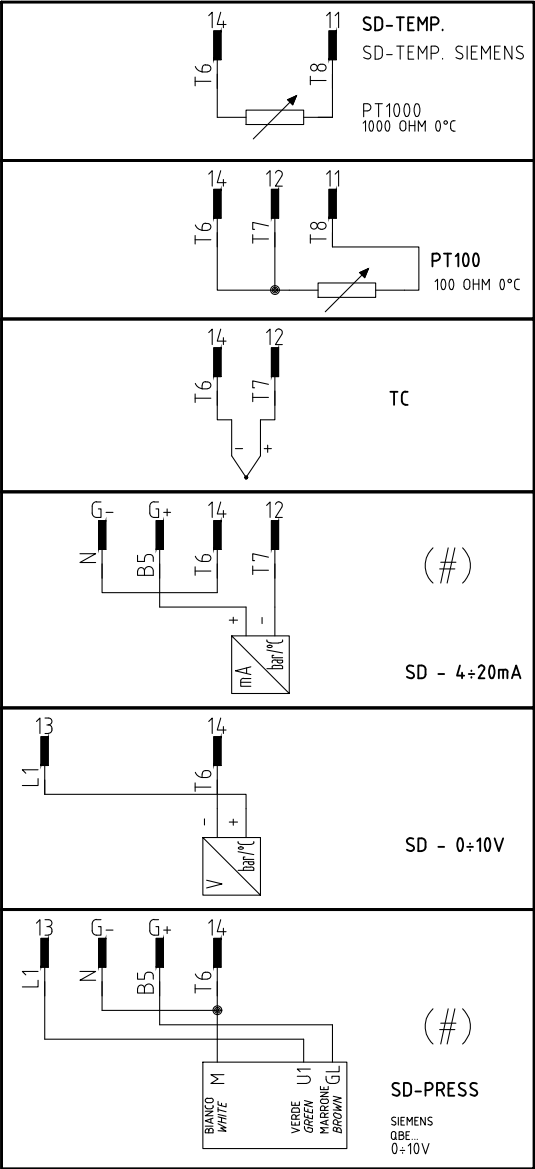 14 11 SD-TEMP.
SD-TEMP. SIEMENS
T6 T8
PT1000
1000 OHM 0°C
14 12 11
T6 T7 T8
PT100
100 OHM 0°C
14 12
T6 T7
TC
- +
G- G+ 14 12
N B5 T6 T7
(#)
+ -
mA bar/°C
SD - 4÷20mA
13 14
L1 T6
- +
SD - 0÷10V
V bar/°C
13 G- G+ 14
L1 N B5 T6
(#)
M U1 GL
BIANCO
WHITE
VERDE
GREEN
MARRONE
BROWN
SD-PRESS
SIEMENS
QBE...
0÷10V